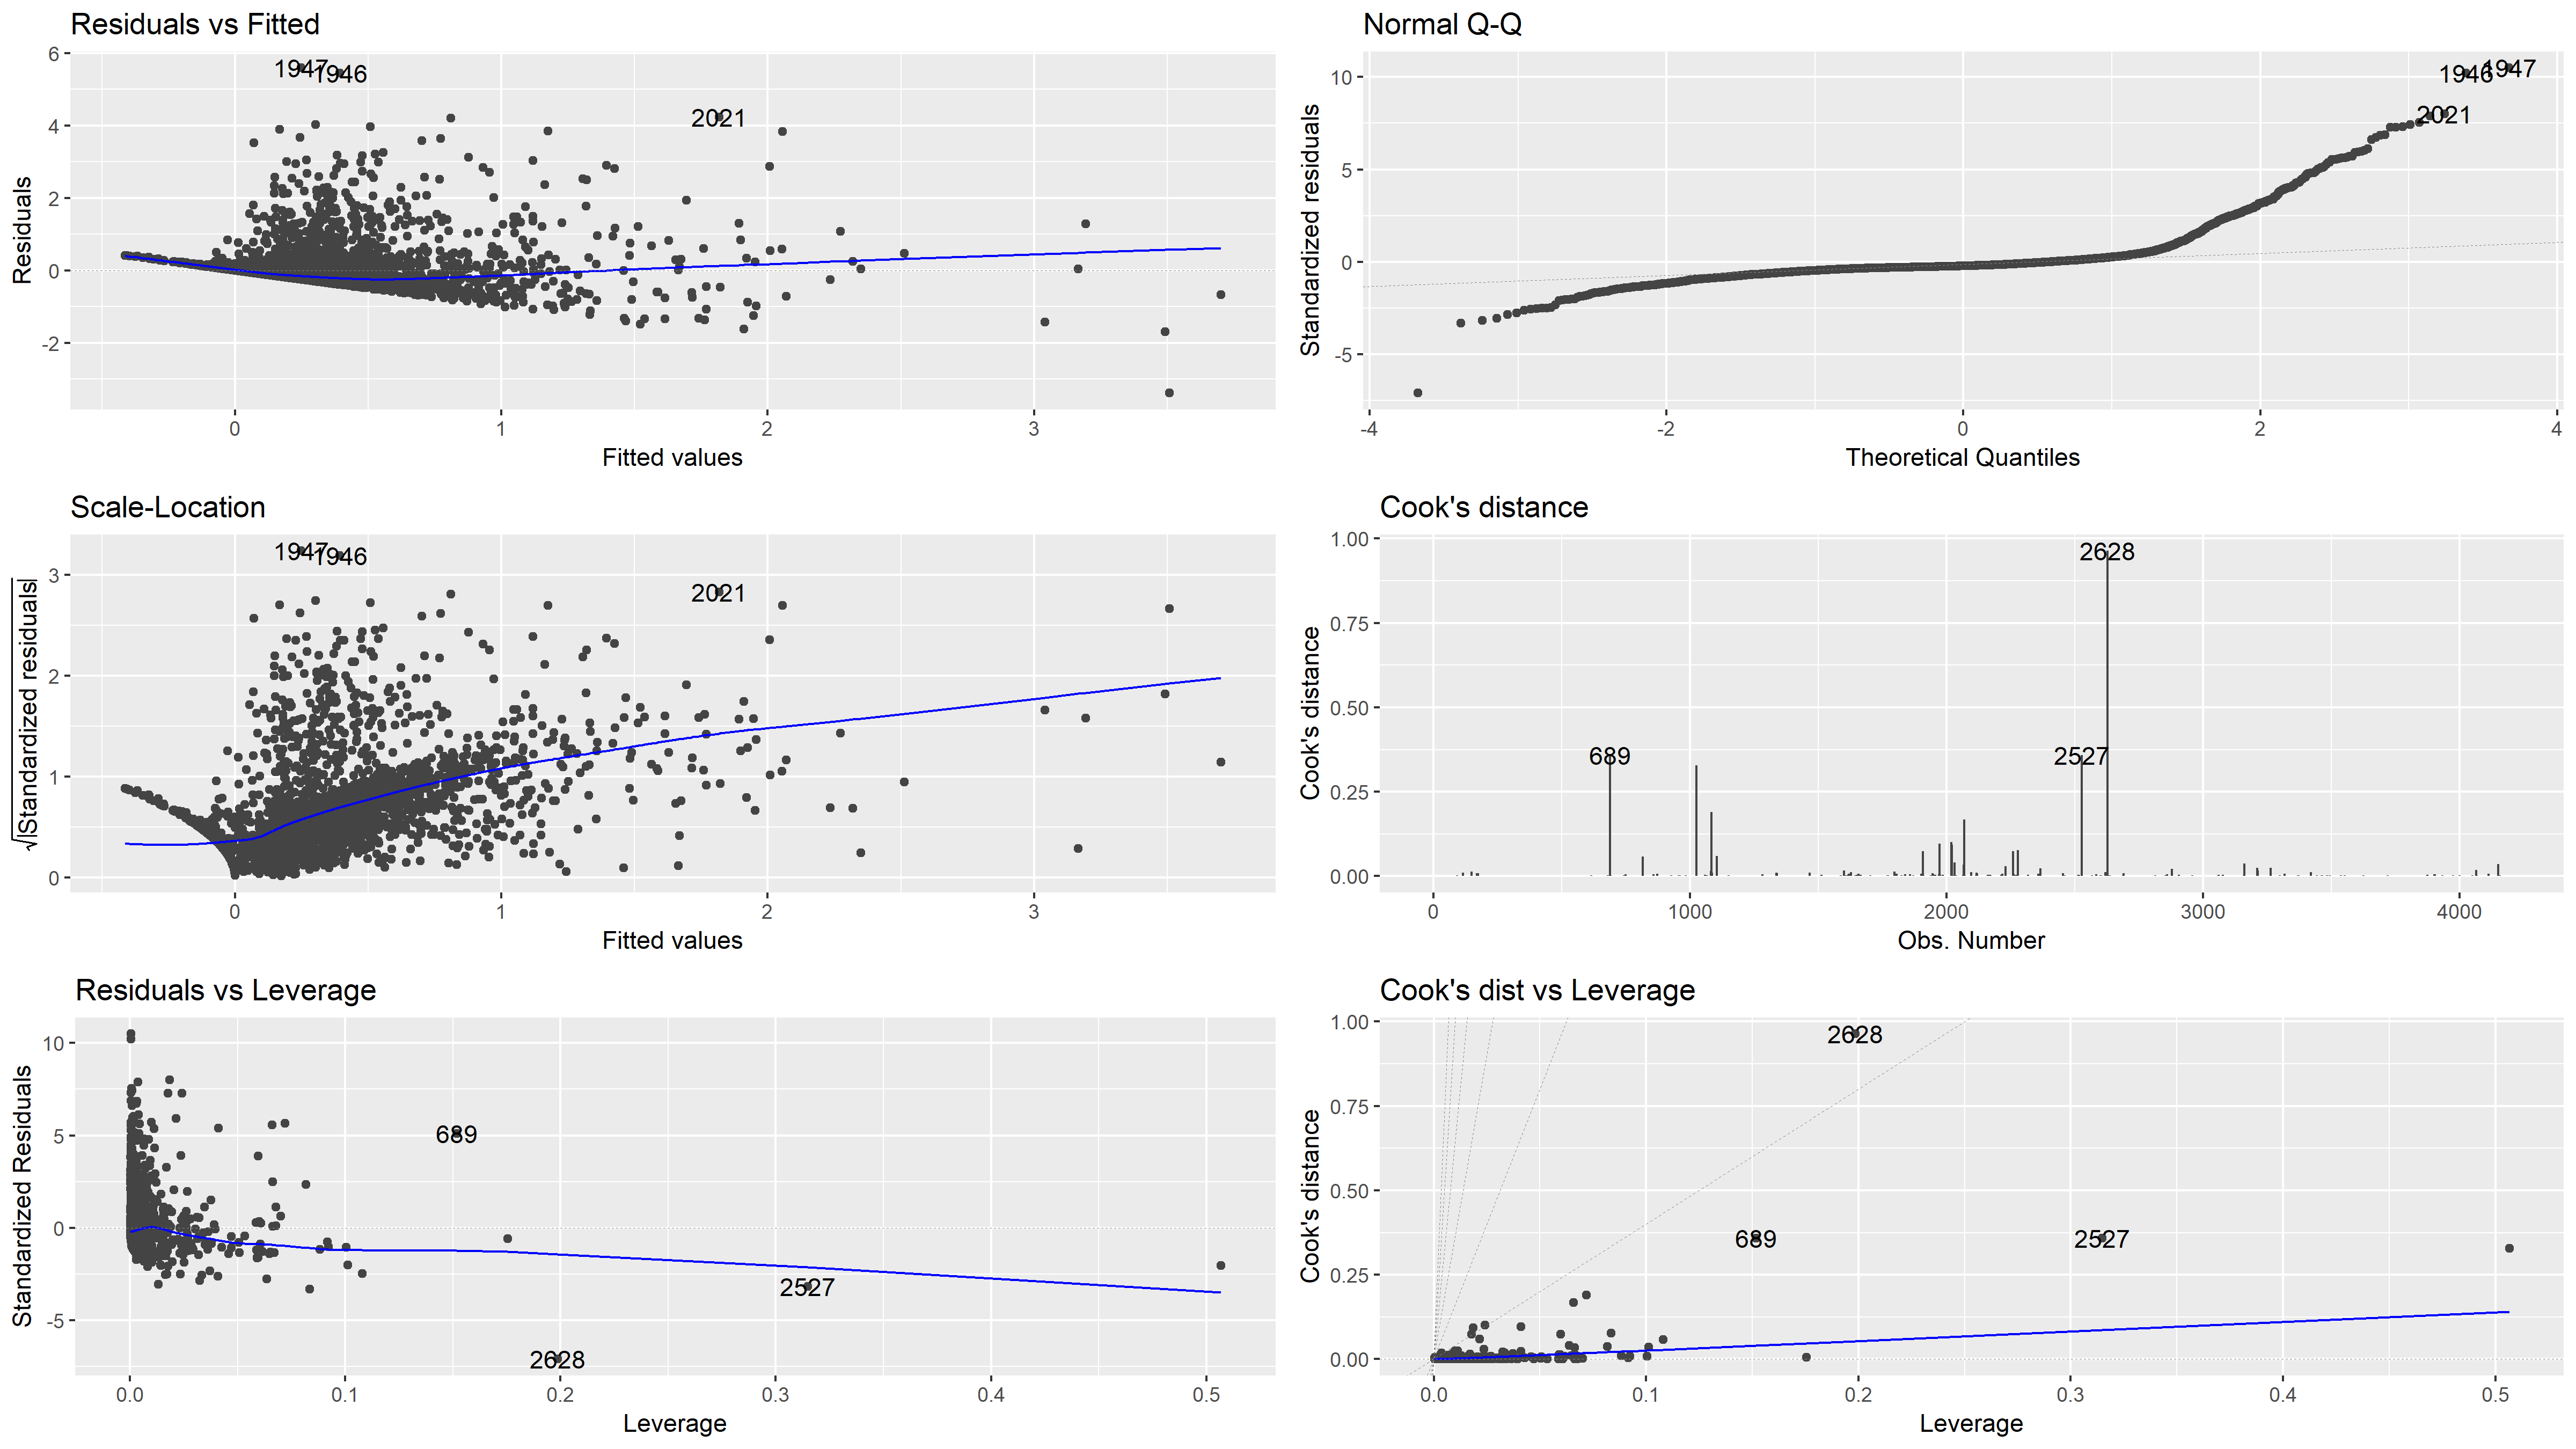 Residuals vs Fitted
6
4
2
0
-2
Residuals
1947
1946
2021
0 1 2 3
Fitted values
Normal Q-Q
10
5
0
-5
Standardized residuals
1946
1947
2021
-4 -2 0 2 4
Theoretical Quantiles
Scale-Location
3
2
1
0
√|Standardized residuals|
1947
1946
2021
0 1 2 3
Fitted values
Cook's distance
1.00
0.75
0.50
0.25
0.00
Cook's distance
2628
689
2527
0 1000 2000 3000 4000
Obs. Number
Residuals vs Leverage
10
5
0
-5
Standardized Residuals
689
2527
2628
0.0 0.1 0.2 0.3 0.4 0.5
Leverage
Cook's dist vs Leverage
1.00
0.75
0.50
0.25
0.00
Cook's distance
2628
689
2527
0.0 0.1 0.2 0.3 0.4 0.5
Leverage